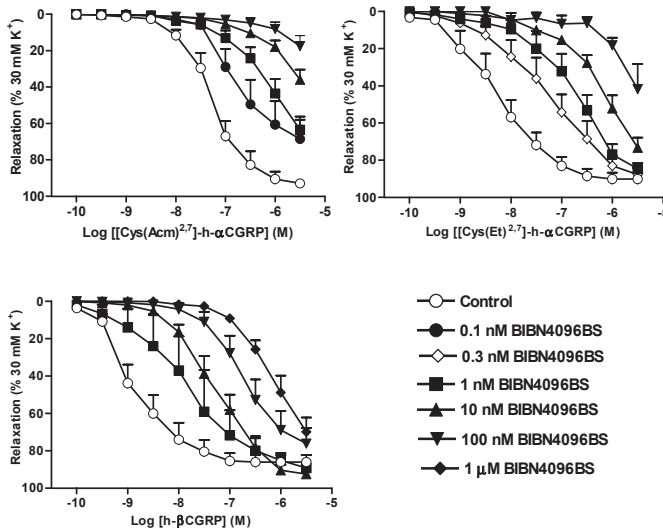 Relaxation (% 30 mM K⁺)
0
20
40
60
80
100
-10
-9
-8
-7
-6
-5
Log [[Cys(Acm)²,⁷]-h-αCGRP] (M)
Relaxation (% 30 mM K⁺)
0
20
40
60
80
100
-10
-9
-8
-7
-6
-5
Log [[Cys(Et)²,⁷]-h-αCGRP] (M)
Relaxation (% 30 mM K⁺)
0
20
40
60
80
100
-10
-9
-8
-7
-6
-5
Log [h-βCGRP] (M)
Control
0.1 nM BIBN4096BS
0.3 nM BIBN4096BS
1 nM BIBN4096BS
10 nM BIBN4096BS
100 nM BIBN4096BS
1 μM BIBN4096BS